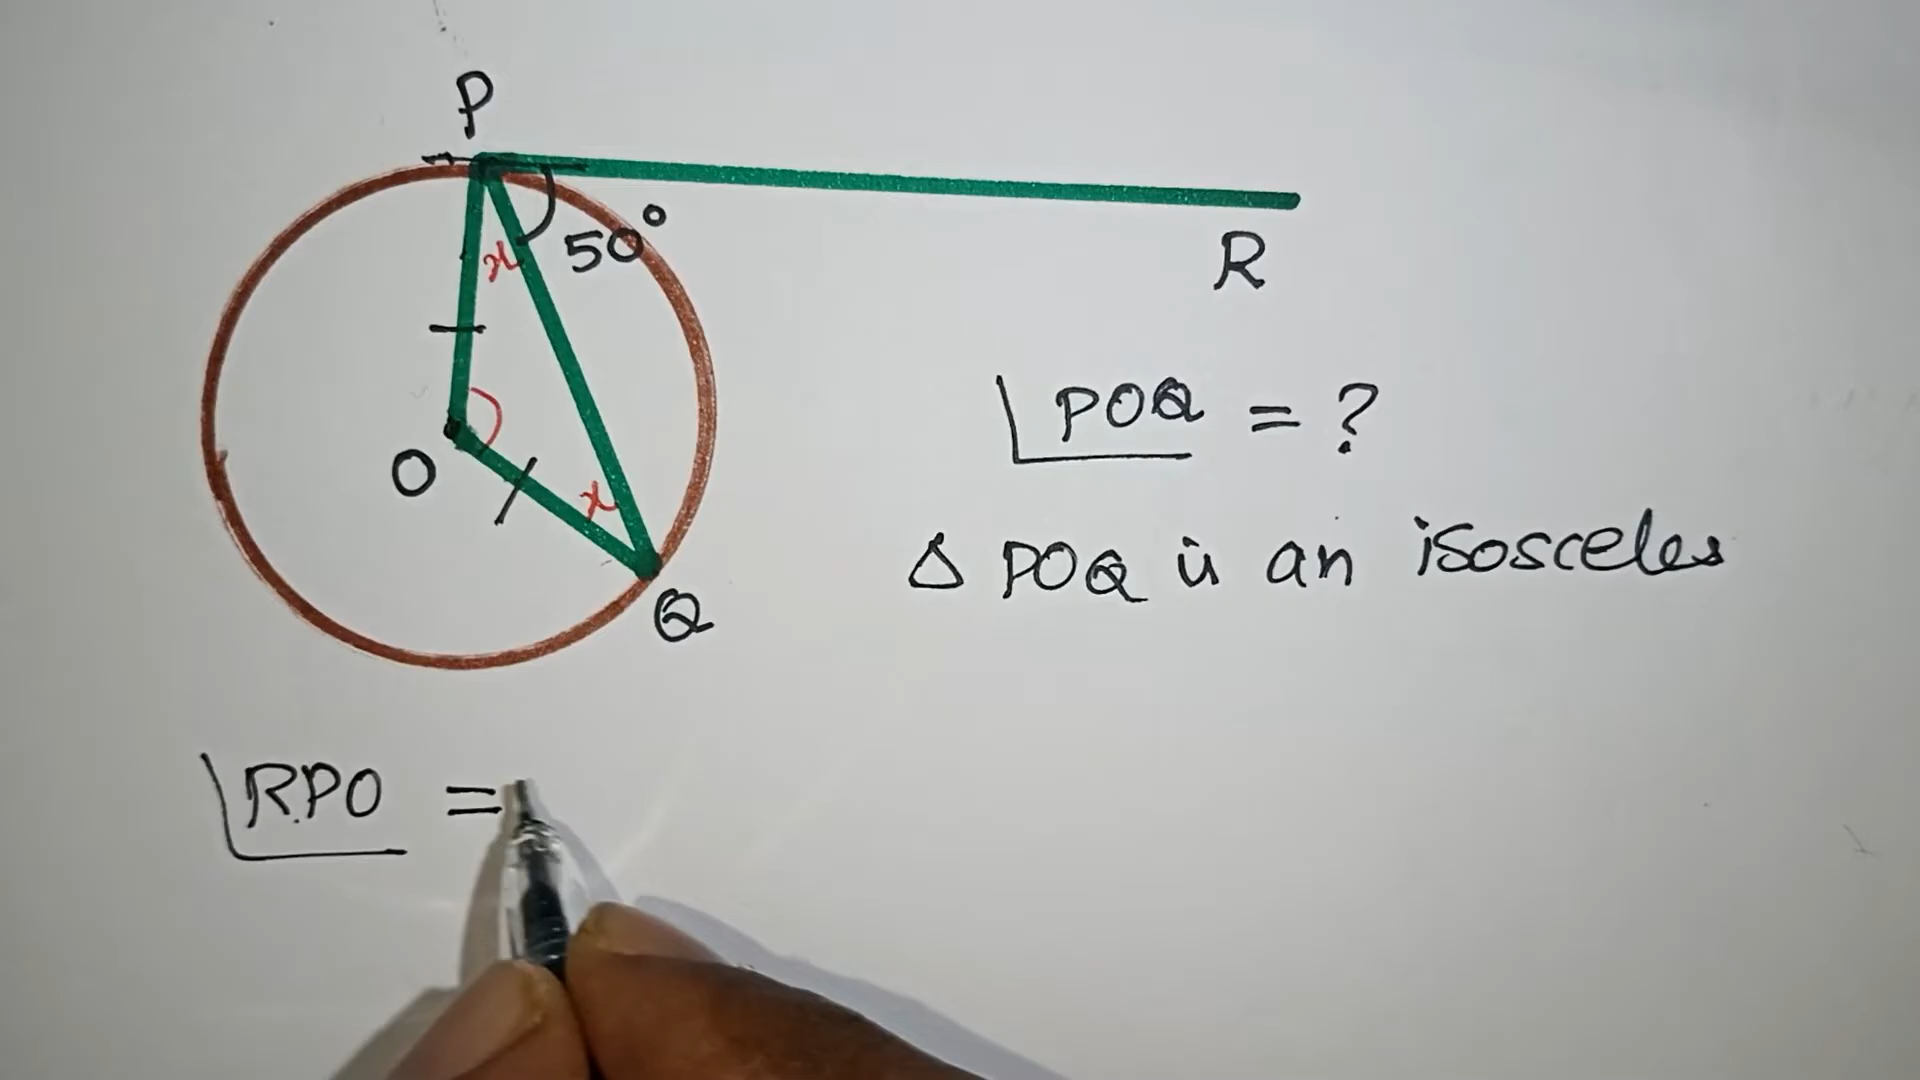 P
50°
x
R
∠POQ = ?
O
x
Δ POQ is an isosceles
Q
∠RPO =